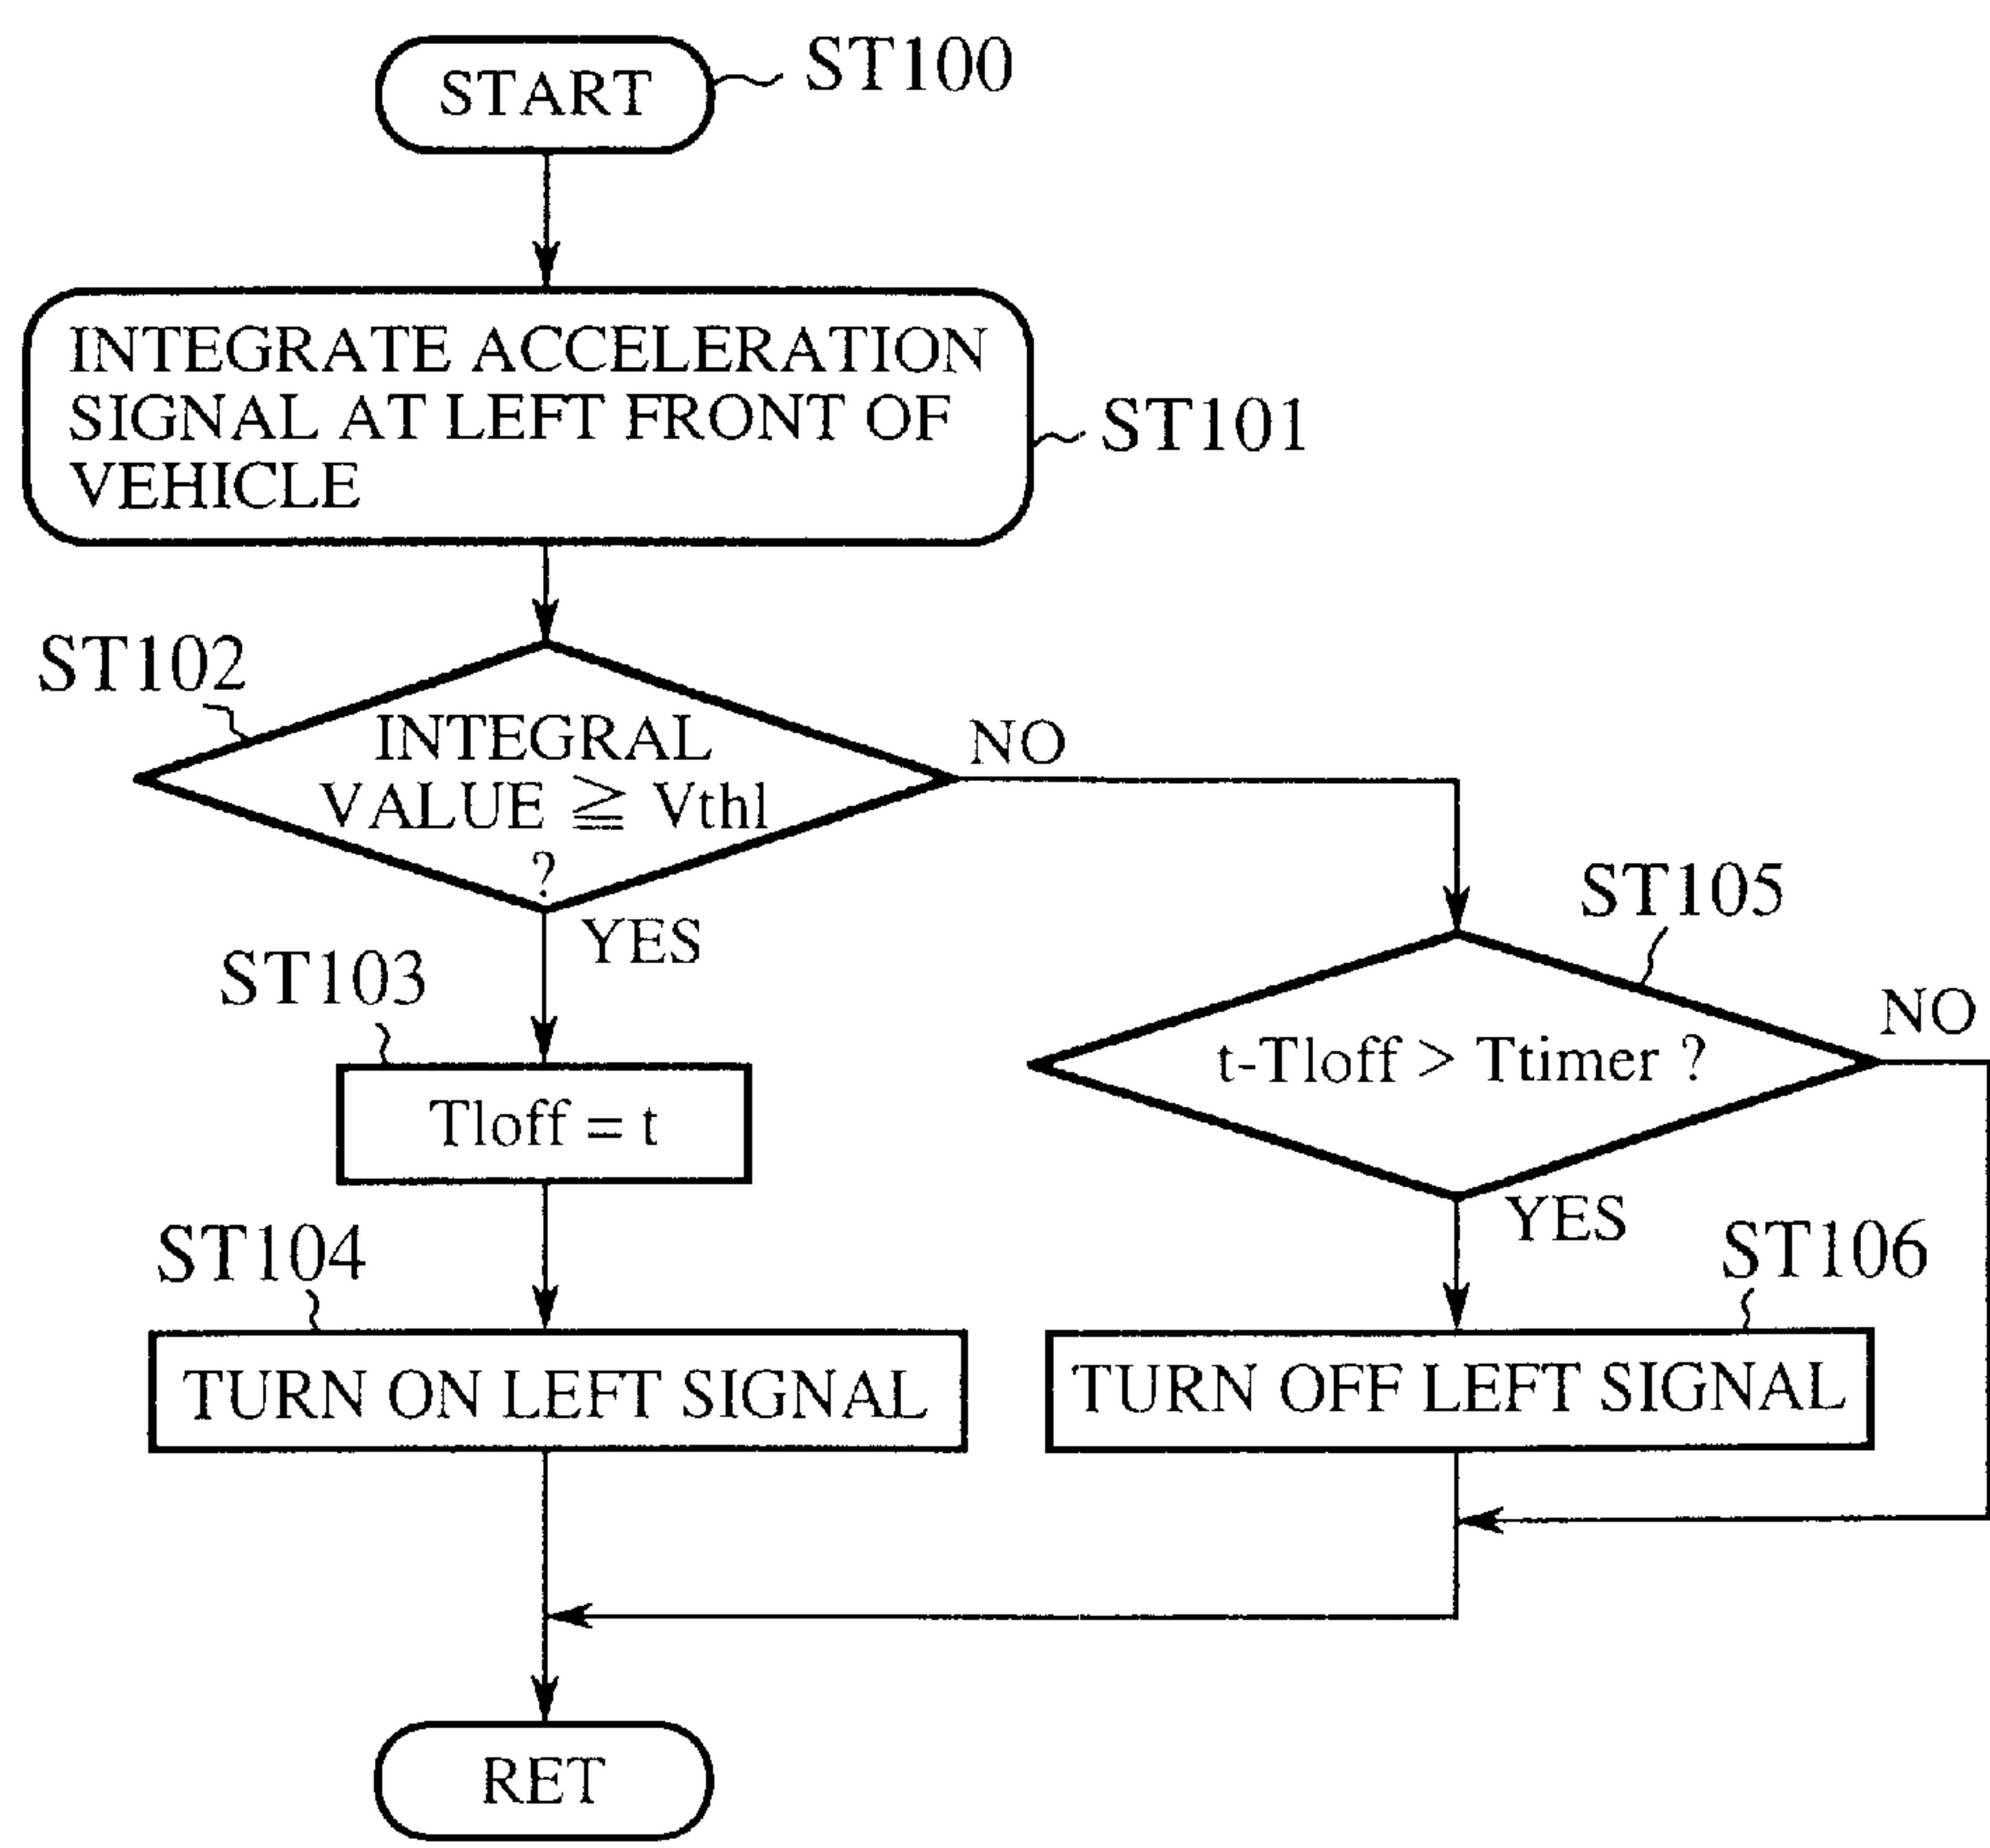 START
ST100
INTEGRATE ACCELERATION
SIGNAL AT LEFT FRONT OF
VEHICLE
ST101
ST102
INTEGRAL
VALUE ≧ Vthl
?
NO
YES
ST103
Tloff = t
ST104
TURN ON LEFT SIGNAL
ST105
t-Tloff > Ttimer ?
NO
YES
ST106
TURN OFF LEFT SIGNAL
RET